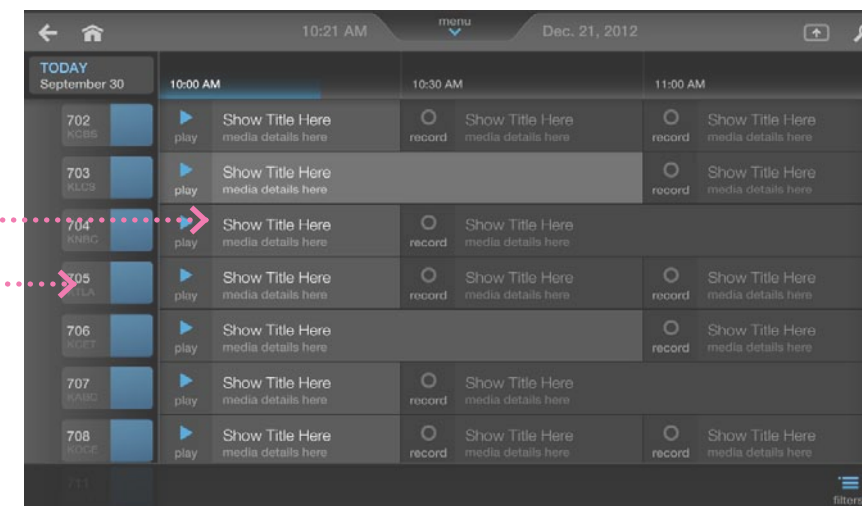 10:21 AM
menu
Dec. 21, 2012
TODAY
September 30
10:00 AM
10:30 AM
11:00 AM
702
KCBS
play
Show Title Here
media details here
record
Show Title Here
media details here
record
Show Title Here
media details here
703
KLCS
play
Show Title Here
media details here
record
Show Title Here
media details here
704
KNBC
play
Show Title Here
media details here
record
Show Title Here
media details here
705
play
Show Title Here
media details here
record
Show Title Here
media details here
record
Show Title Here
media details here
706
KCET
play
Show Title Here
media details here
record
Show Title Here
media details here
707
KABC
play
Show Title Here
media details here
record
Show Title Here
media details here
708
KOCE
play
Show Title Here
media details here
record
Show Title Here
media details here
record
Show Title Here
media details here
711
filters